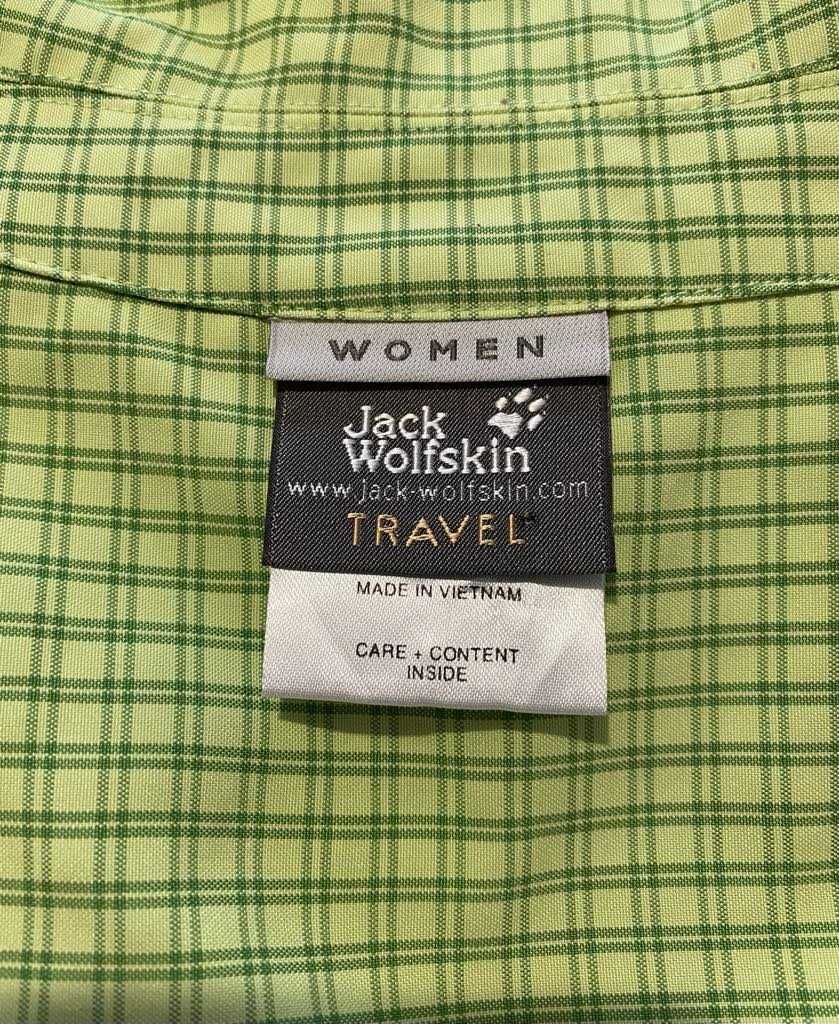 WOMEN
Jack
Wolfskin
www.jack-wolfskin.com
TRAVEL
MADE IN VIETNAM
CARE + CONTENT
INSIDE